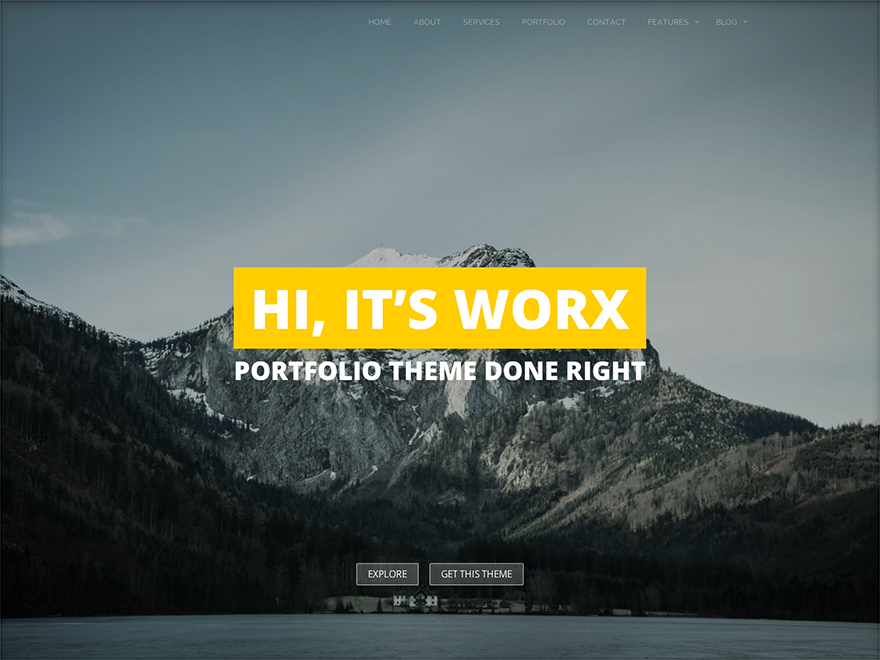 HOME ABOUT SERVICES PORTFOLIO CONTACT FEATURES BLOG
HI, IT’S WORX
PORTFOLIO THEME DONE RIGHT
EXPLORE GET THIS THEME